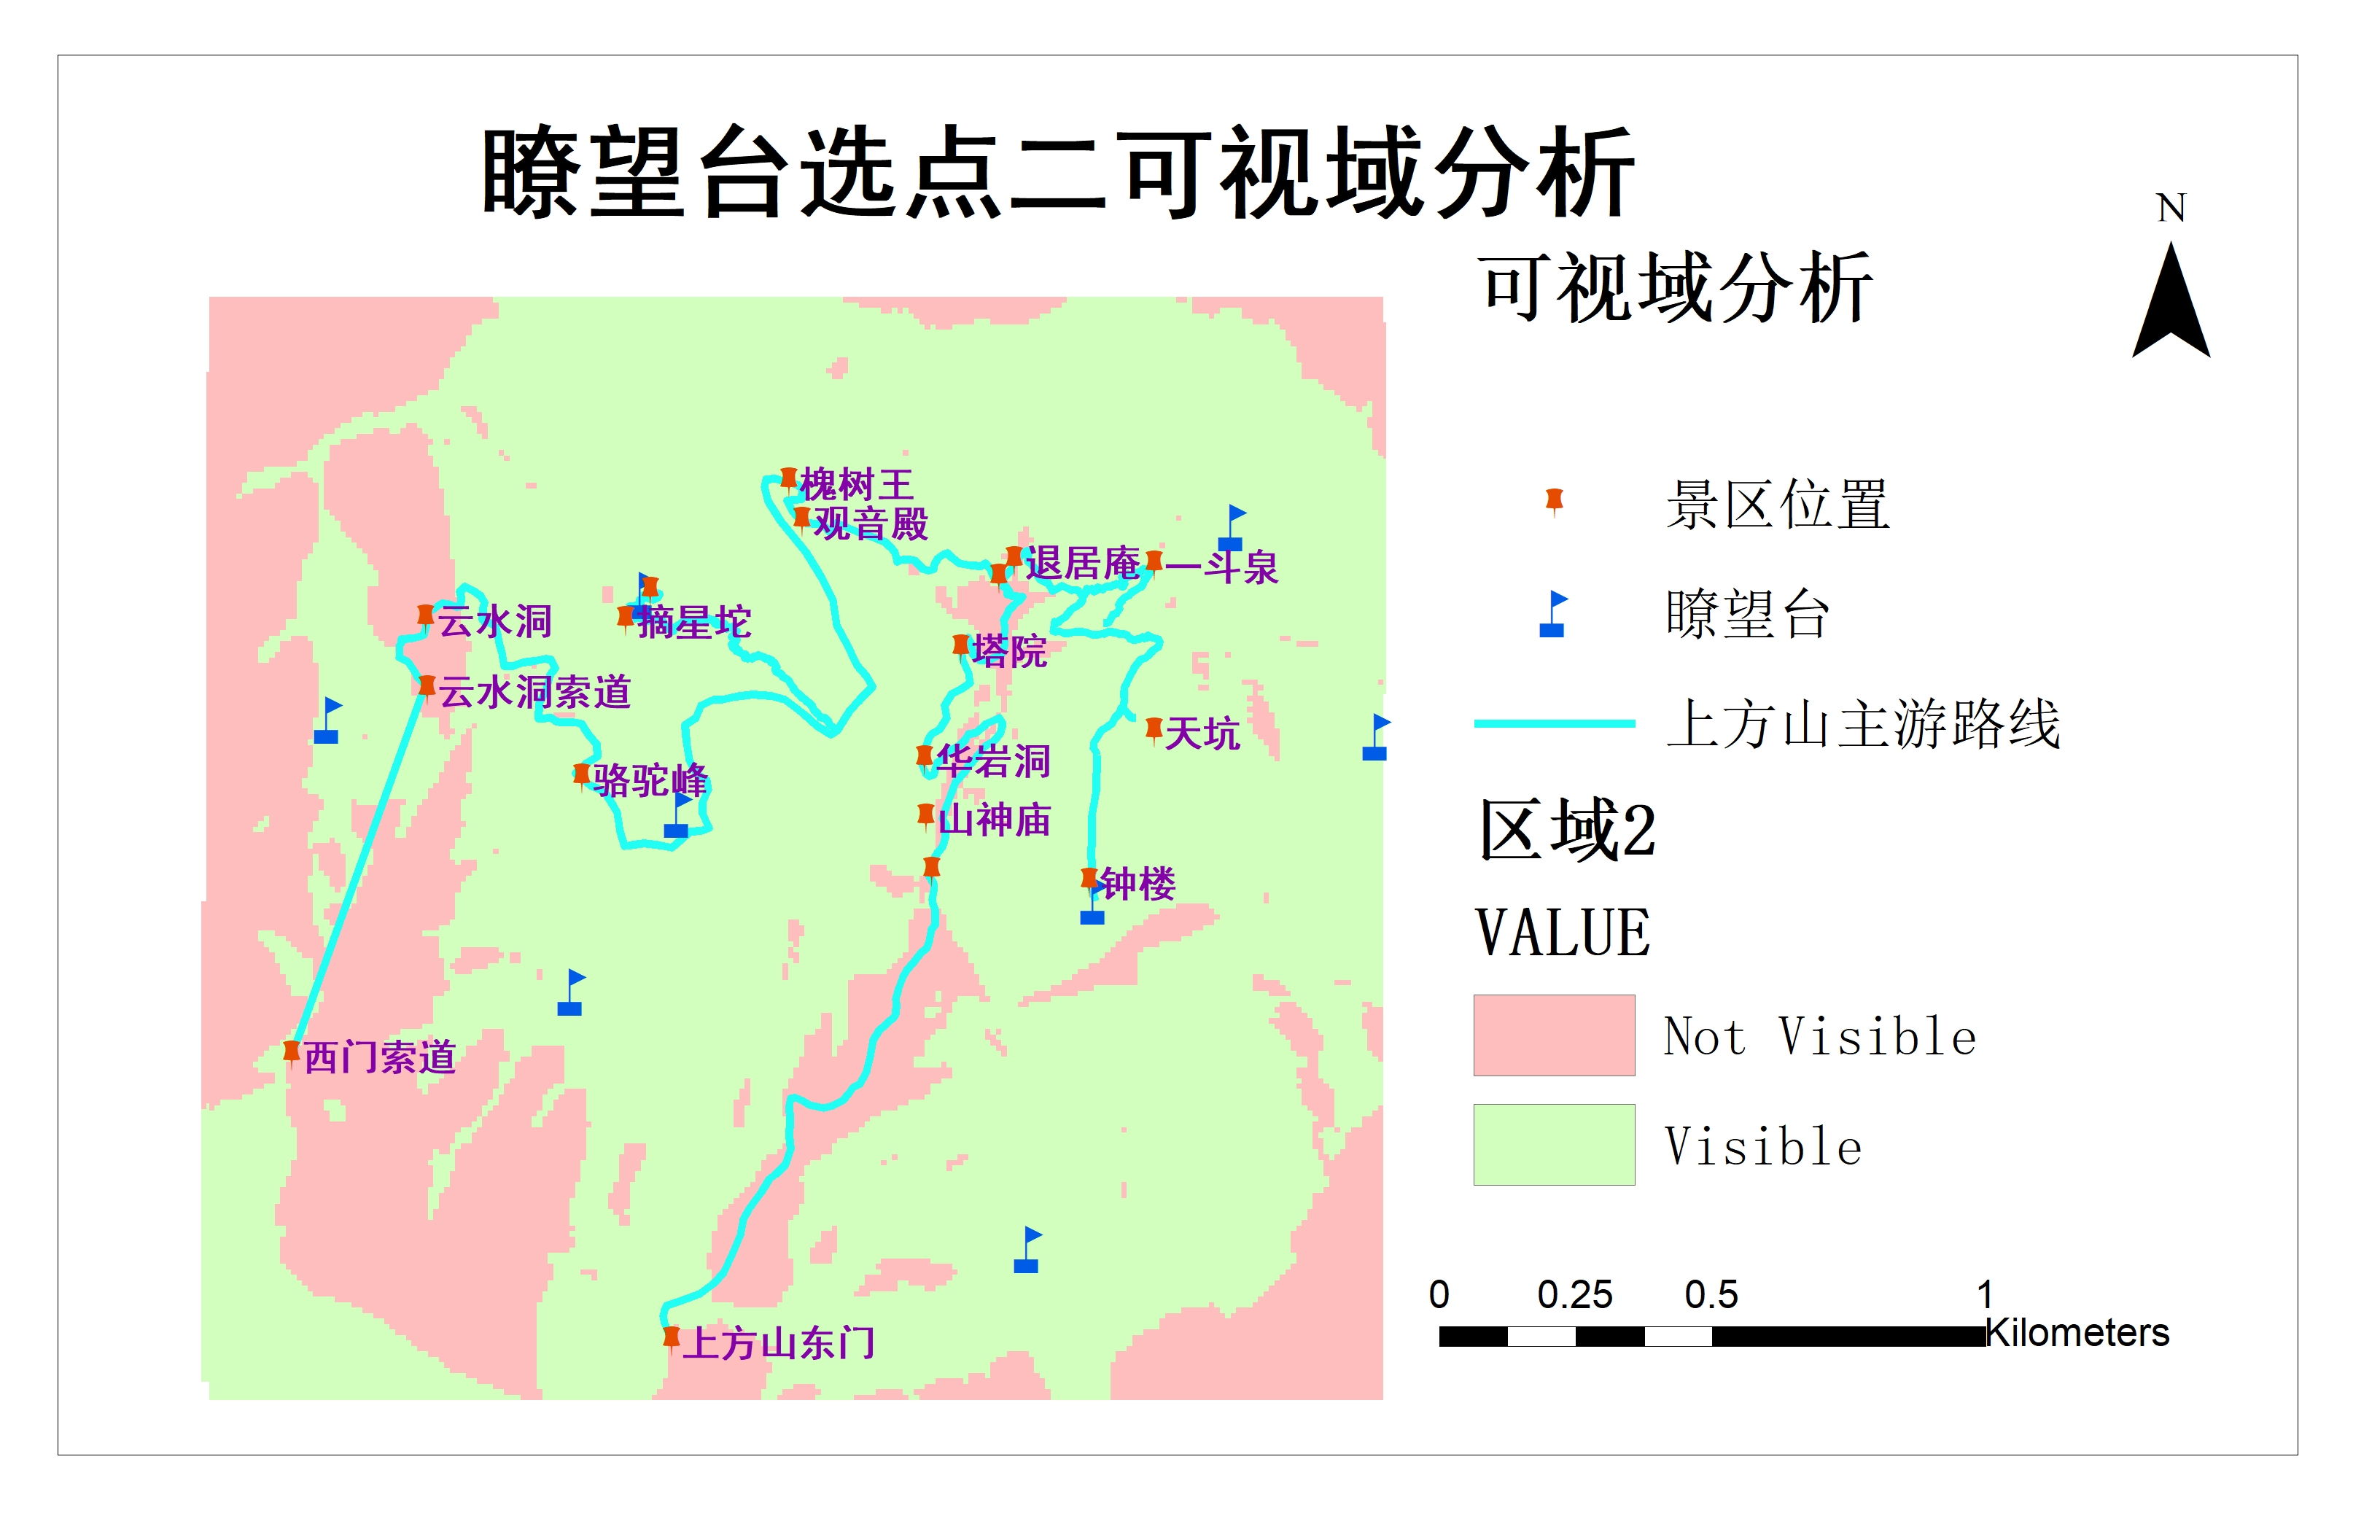 瞭望台选点二可视域分析
N
可视域分析
景区位置
瞭望台
上方山主游路线
区域2
VALUE
Not Visible
Visible
0 0.25 0.5 1
Kilometers
槐树王
观音殿
退居庵
一斗泉
云水洞
摘星坨
塔院
云水洞索道
天坑
华岩洞
骆驼峰
山神庙
钟楼
西门索道
上方山东门